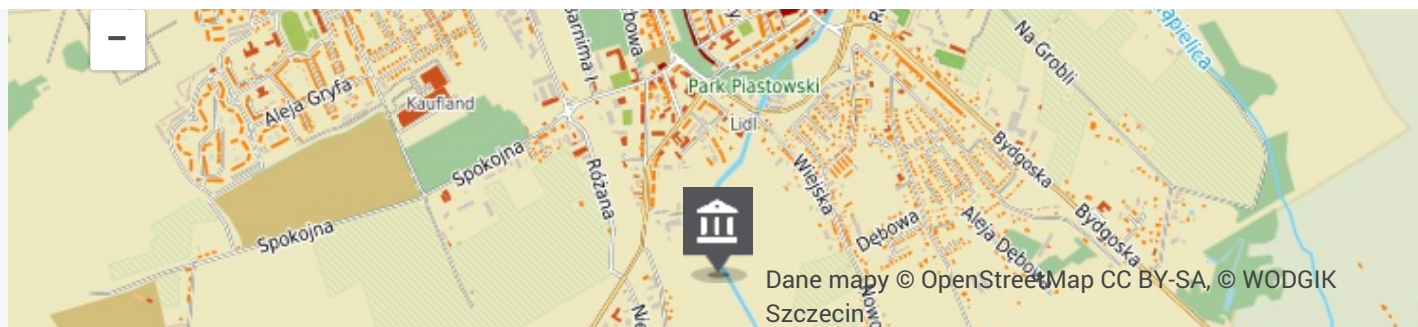 −
Barnima I
Na Grobli
Aleja Gryfa
Kaufland
Park Piastowski
Lidl
Spokojna
Bydgoska
Różana
Wiejska
Spokojna
Dębowa
Aleja Dębowa
Bydgoska
Dane mapy © OpenStreetMap CC BY-SA, © WODGIK
Szczecin